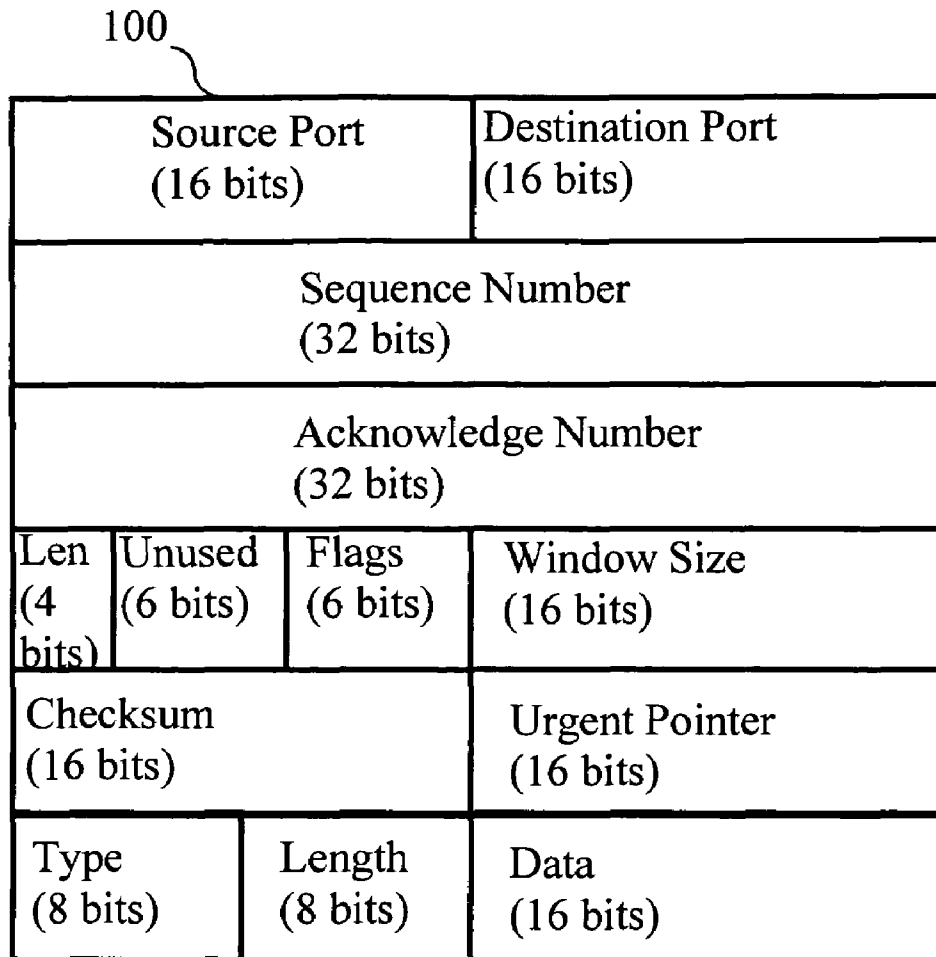 100
Source Port
(16 bits)
Destination Port
(16 bits)
Sequence Number
(32 bits)
Acknowledge Number
(32 bits)
Len
(4
bits)
Unused
(6 bits)
Flags
(6 bits)
Window Size
(16 bits)
Checksum
(16 bits)
Urgent Pointer
(16 bits)
Type
(8 bits)
Length
(8 bits)
Data
(16 bits)